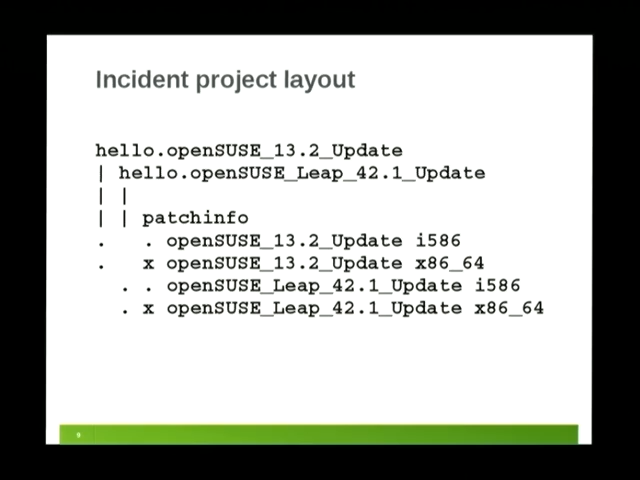 Incident project layout
hello.openSUSE_13.2_Update
| hello.openSUSE_Leap_42.1_Update
| |
| | patchinfo
.   . openSUSE_13.2_Update i586
.   x openSUSE_13.2_Update x86_64
  . . openSUSE_Leap_42.1_Update i586
  . x openSUSE_Leap_42.1_Update x86_64